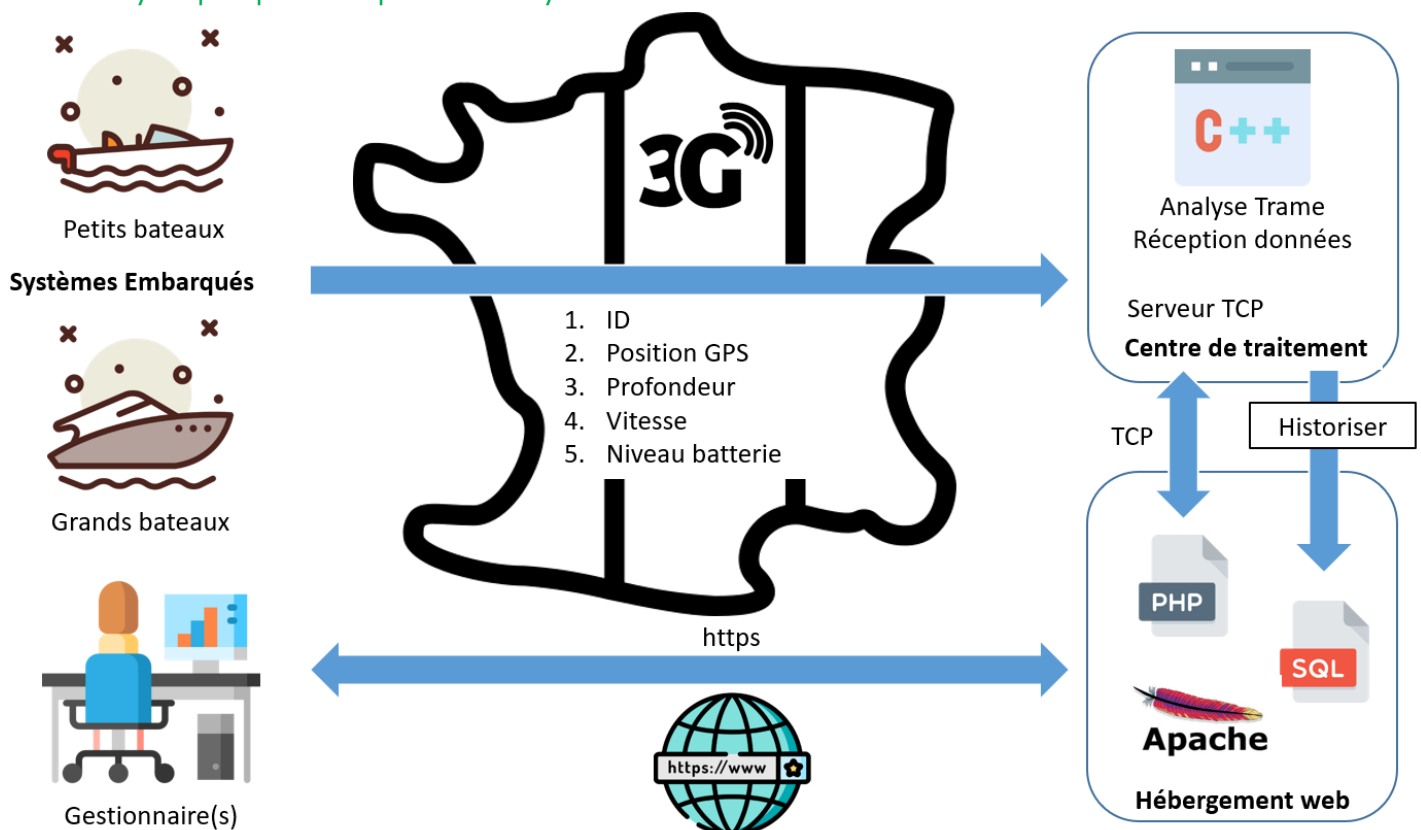 Petits bateaux
Systèmes Embarqués
Grands bateaux
Gestionnaire(s)
3G
1. ID
2. Position GPS
3. Profondeur
4. Vitesse
5. Niveau batterie
https
https://www
C++
Analyse Trame
Réception données
Serveur TCP
Centre de traitement
TCP
Historiser
PHP
SQL
Apache
Hébergement web